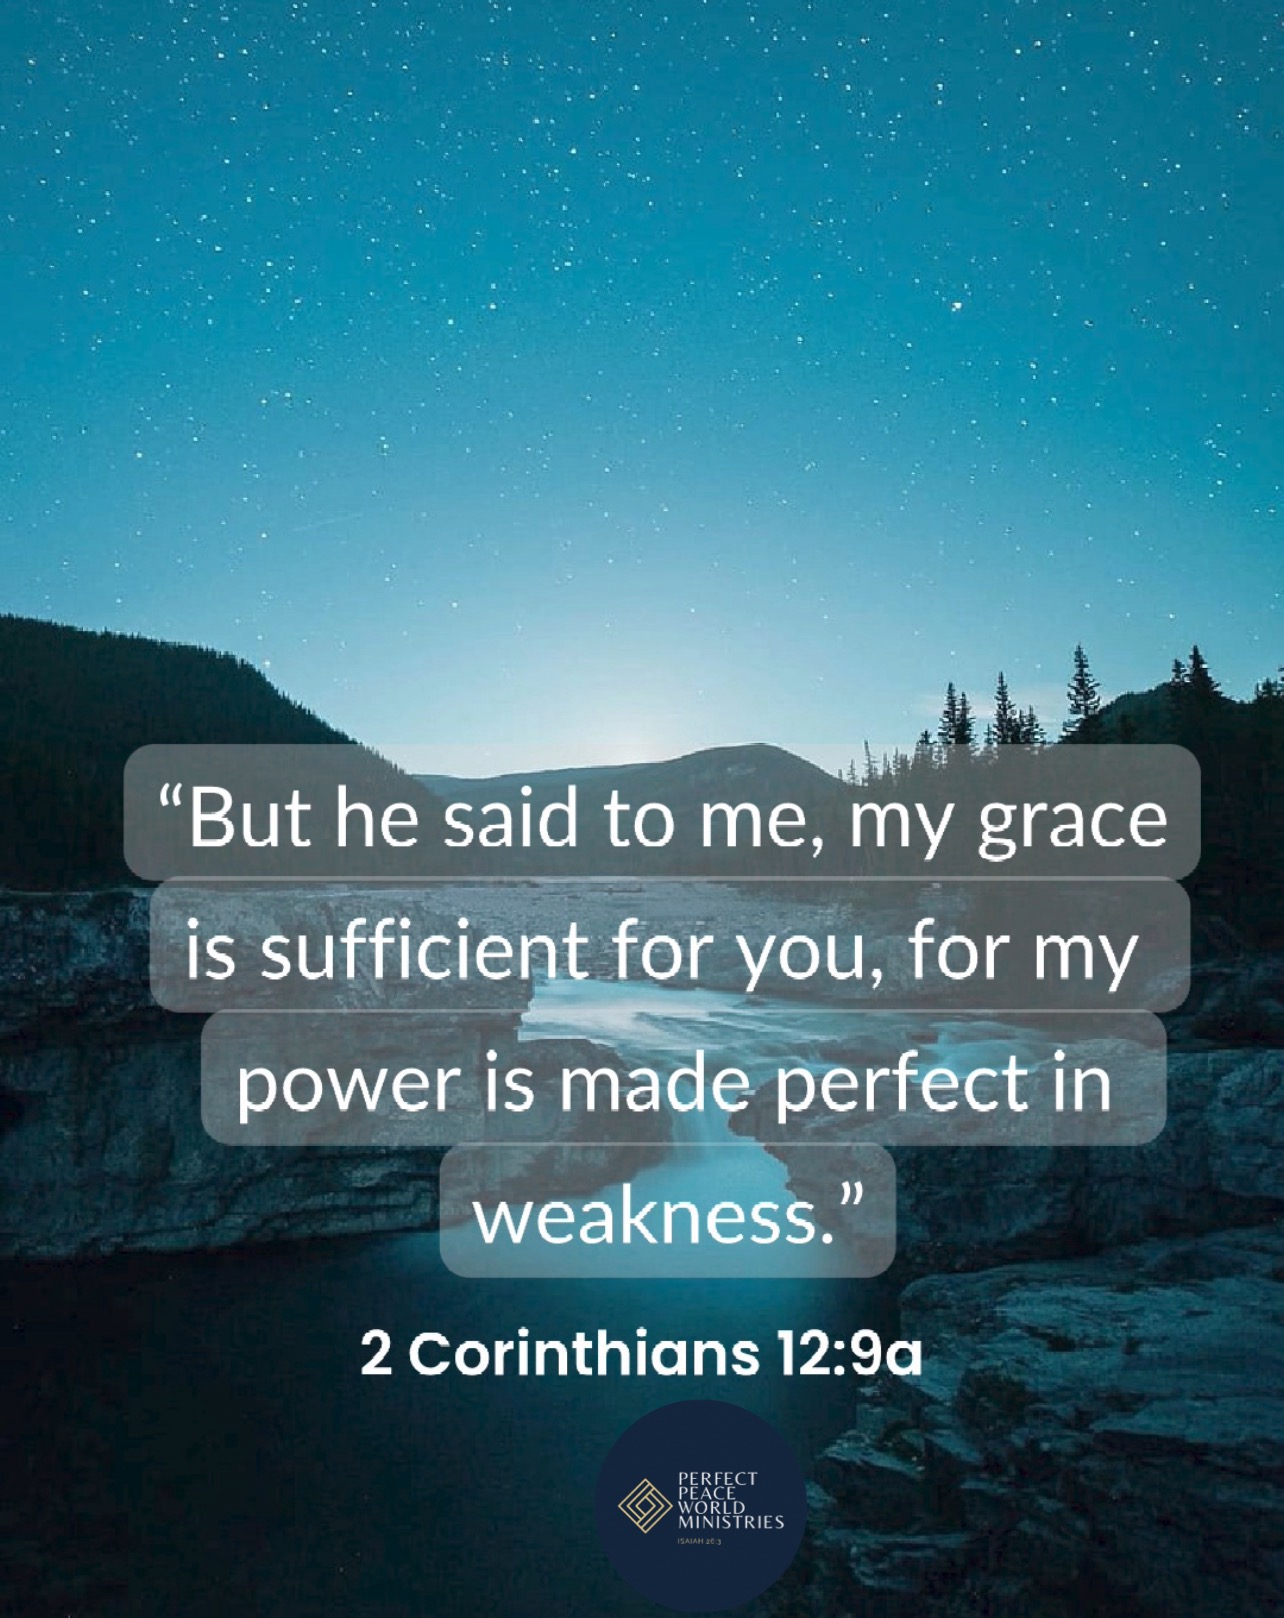 “But he said to me, my grace
is sufficient for you, for my
power is made perfect in
weakness.”
2 Corinthians 12:9a
PERFECT
PEACE
WORLD
MINISTRIES
ISAIAH 26:3